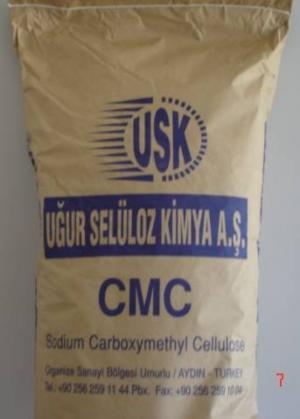 USK
UĞUR SELÜLOZ KİMYA A.Ş.
CMC
Sodium Carboxymethyl Cellulose
Organize Sanayi Bölgesi Umurlu / AYDIN - TURKEY
Tel.: +90 256 259 11 44 Pbx. Fax: +90 256 259 10 04
7